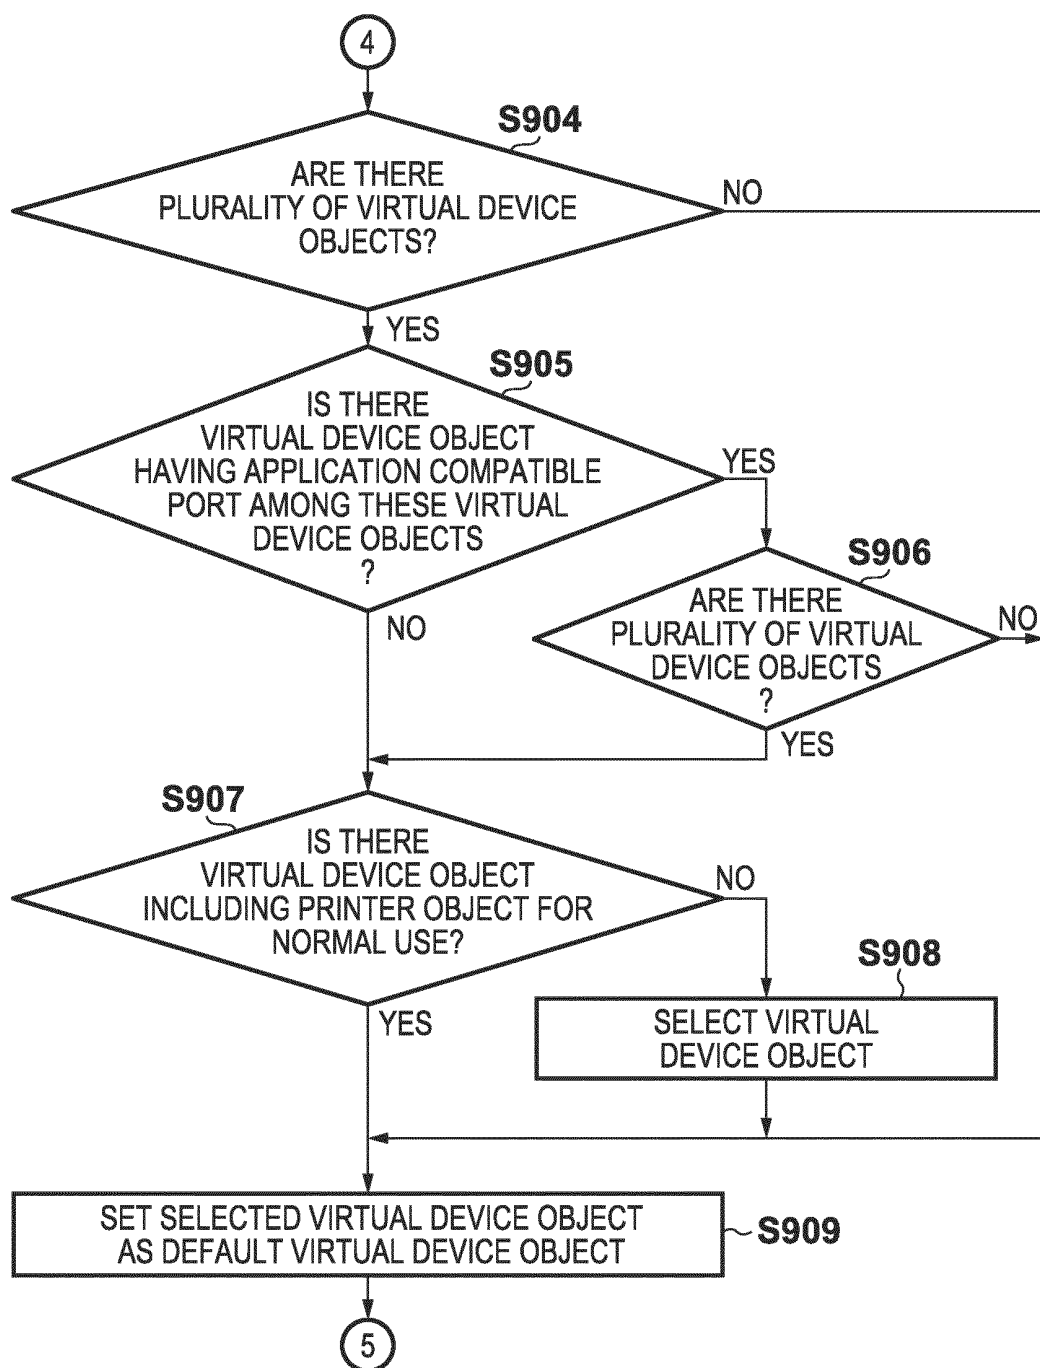 4
S904
ARE THERE
PLURALITY OF VIRTUAL DEVICE
OBJECTS?
NO
YES
S905
IS THERE
VIRTUAL DEVICE OBJECT
HAVING APPLICATION COMPATIBLE
PORT AMONG THESE VIRTUAL
DEVICE OBJECTS
?
YES
NO
S906
ARE THERE
PLURALITY OF VIRTUAL
DEVICE OBJECTS
?
NO
YES
S907
IS THERE
VIRTUAL DEVICE OBJECT
INCLUDING PRINTER OBJECT FOR
NORMAL USE?
NO
YES
S908
SELECT VIRTUAL
DEVICE OBJECT
SET SELECTED VIRTUAL DEVICE OBJECT
AS DEFAULT VIRTUAL DEVICE OBJECT
S909
5